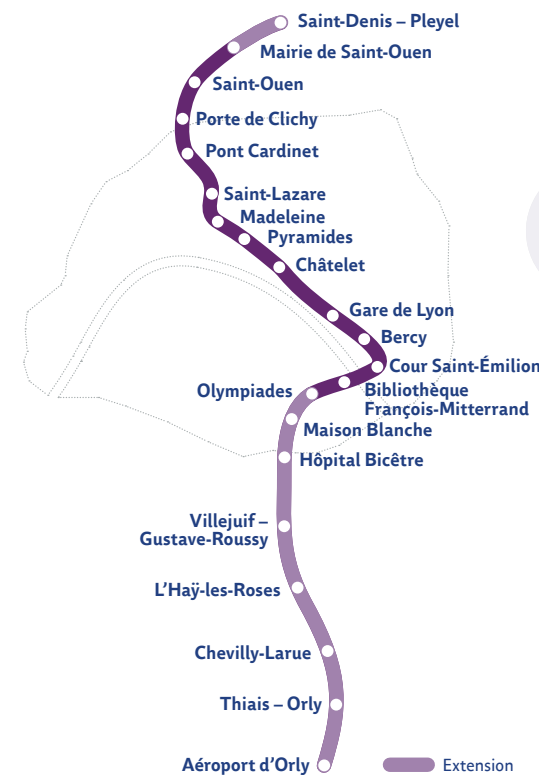 Saint-Denis – Pleyel
Mairie de Saint-Ouen
Saint-Ouen
Porte de Clichy
Pont Cardinet
Saint-Lazare
Madeleine
Pyramides
Châtelet
Gare de Lyon
Bercy
Cour Saint-Émilion
Olympiades
Bibliothèque
François-Mitterrand
Maison Blanche
Hôpital Bicêtre
Villejuif –
Gustave-Roussy
L'Haÿ-les-Roses
Chevilly-Larue
Thiais – Orly
Aéroport d'Orly
Extension